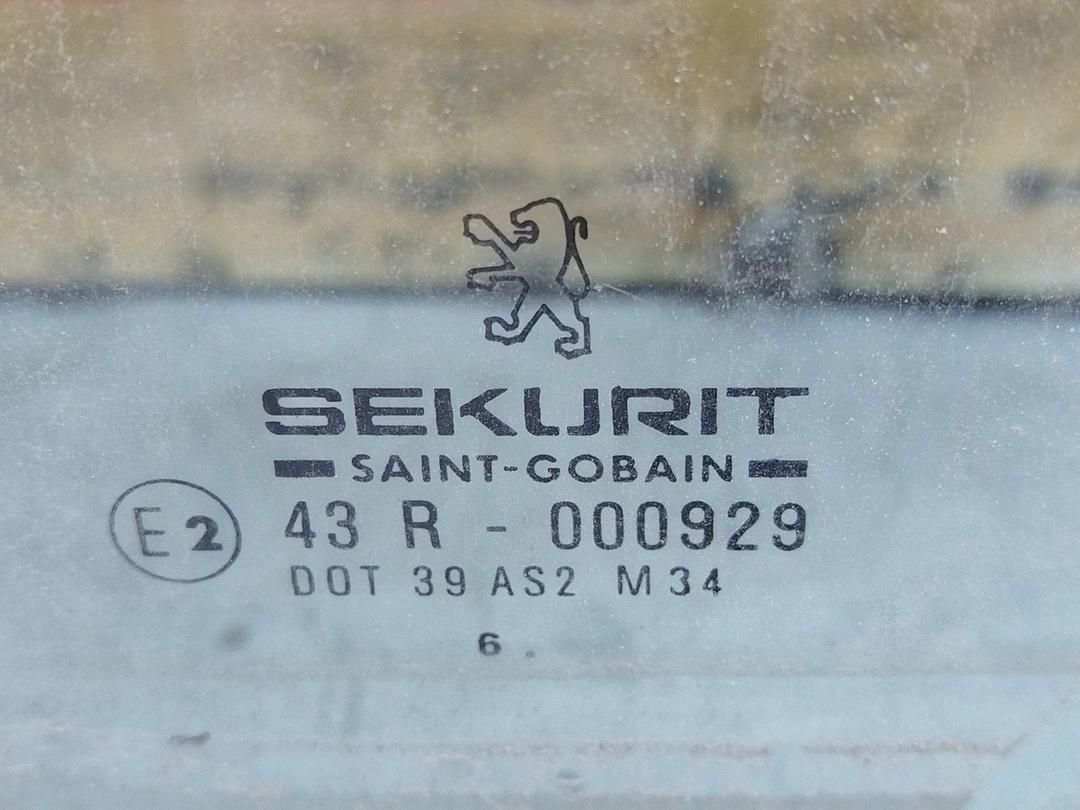 SEKURIT
SAINT-GOBAIN
E2 43 R - 000929
DOT 39 AS2 M34
6 .